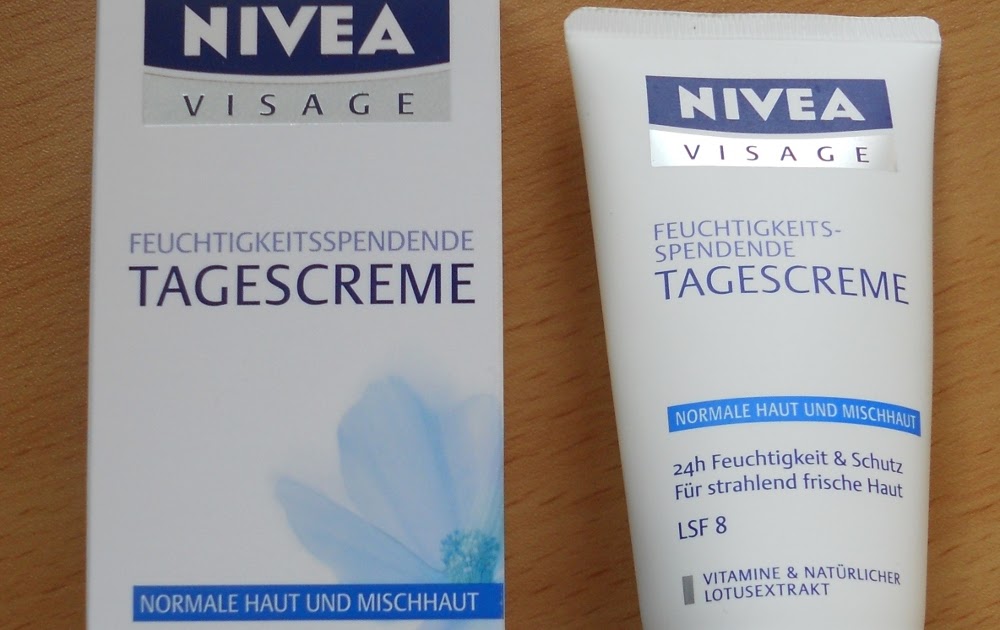 NIVEA
VISAGE
FEUCHTIGKEITSSPENDENDE
TAGESCREME
NORMALE HAUT UND MISCHHAUT
NIVEA
VISAGE
FEUCHTIGKEITS-
SPENDENDE
TAGESCREME
NORMALE HAUT UND MISCHHAUT
24h Feuchtigkeit & Schutz
Für strahlend frische Haut
LSF 8
VITAMINE & NATÜRLICHER
LOTUSEXTRAKT